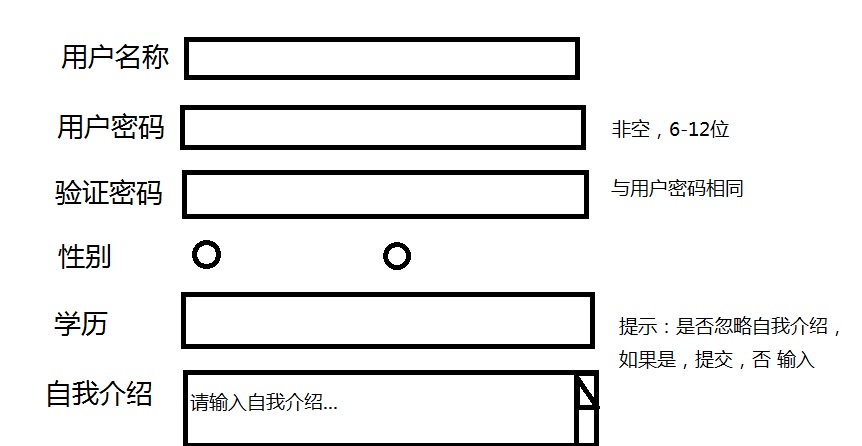 用户名称
用户密码 非空，6-12位
验证密码 与用户密码相同
性别
学历
提示：是否忽略自我介绍，
如果是，提交，否 输入
自我介绍 请输入自我介绍...